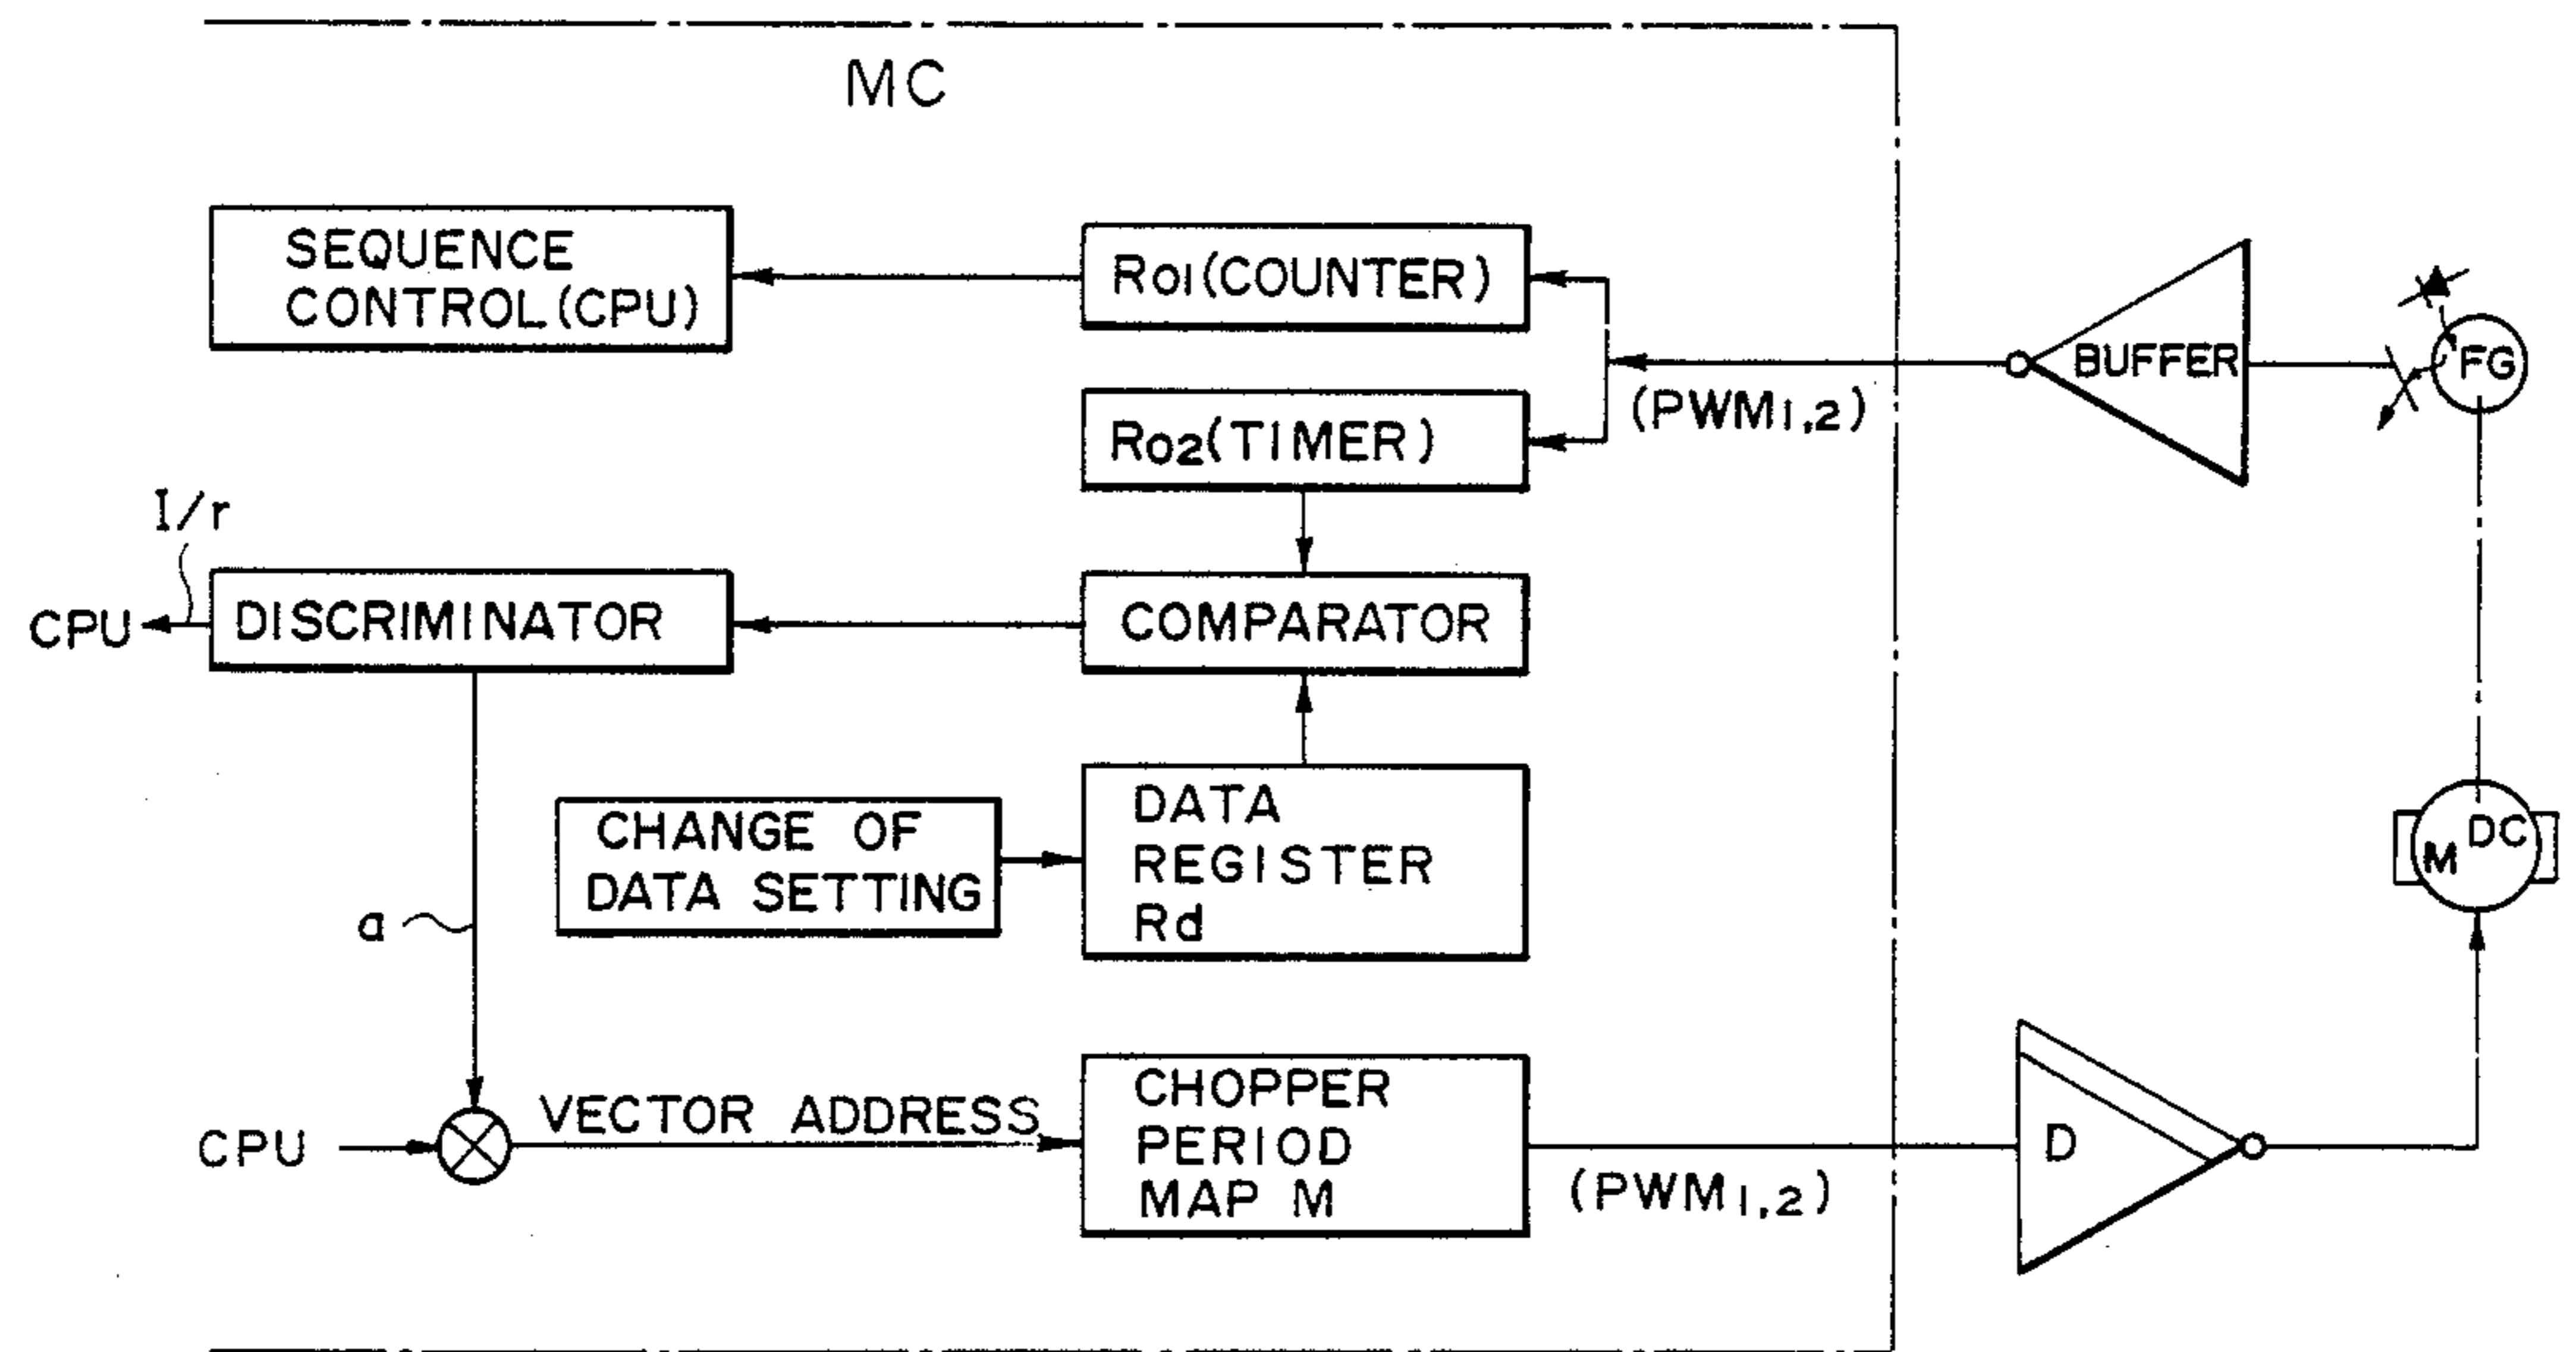 MC
SEQUENCE
CONTROL(CPU)
Ro1(COUNTER)
BUFFER
FG
(PWM1,2)
Ro2(TIMER)
I/r
CPU
DISCRIMINATOR
COMPARATOR
CHANGE OF
DATA SETTING
DATA
REGISTER
Rd
M DC
a
CPU
VECTOR ADDRESS
CHOPPER
PERIOD
MAP M
(PWM1,2)
D